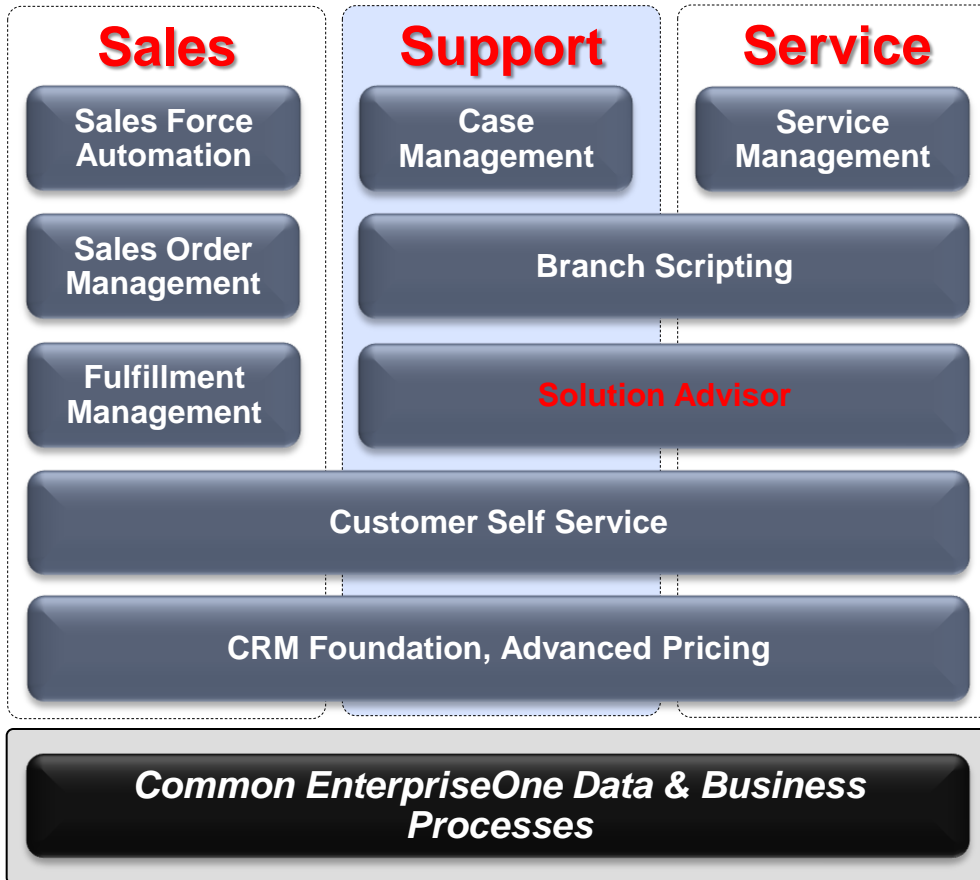 Sales
Support
Service
Sales Force
Automation
Case
Management
Service
Management
Sales Order
Management
Branch Scripting
Fulfillment
Management
Solution Advisor
Customer Self Service
CRM Foundation, Advanced Pricing
Common EnterpriseOne Data & Business
Processes